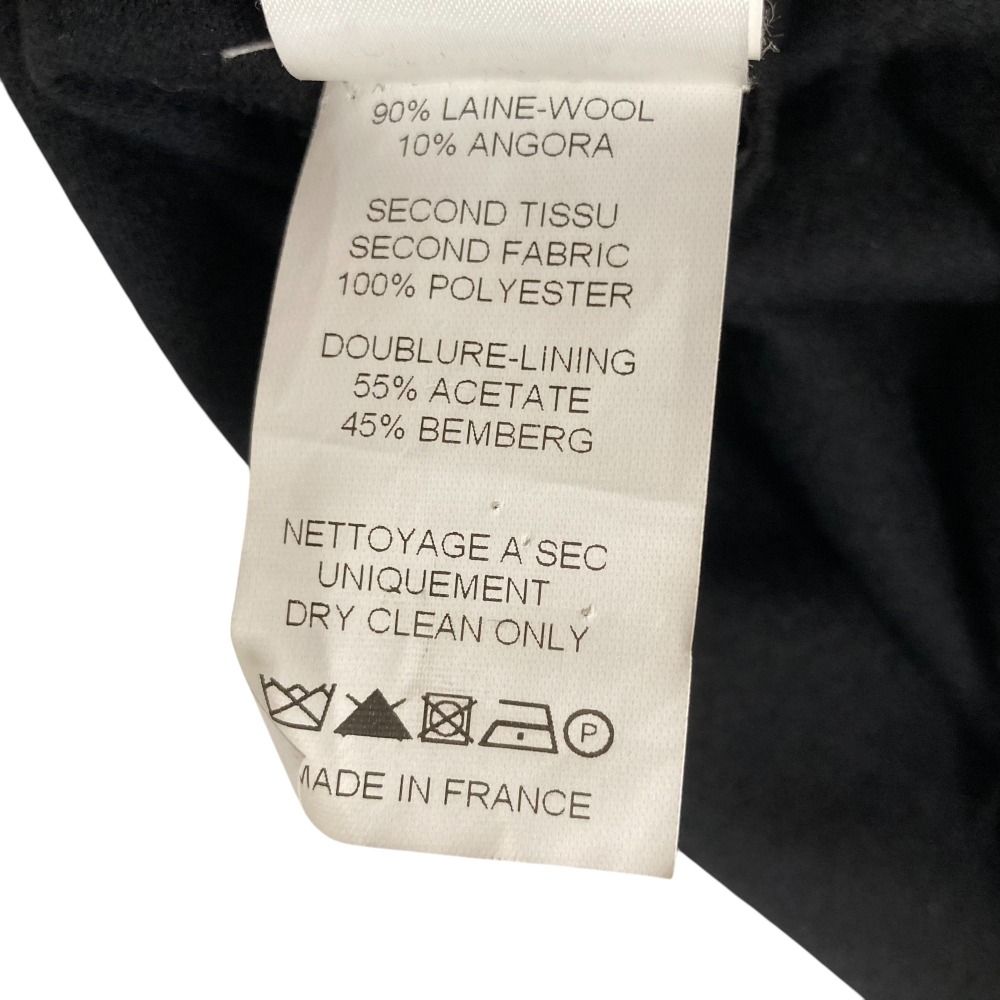 90% LAINE-WOOL
10% ANGORA
SECOND TISSU
SECOND FABRIC
100% POLYESTER
DOUBLURE-LINING
55% ACETATE
45% BEMBERG
NETTOYAGE A' SEC
UNIQUEMENT
DRY CLEAN ONLY
P
MADE IN FRANCE